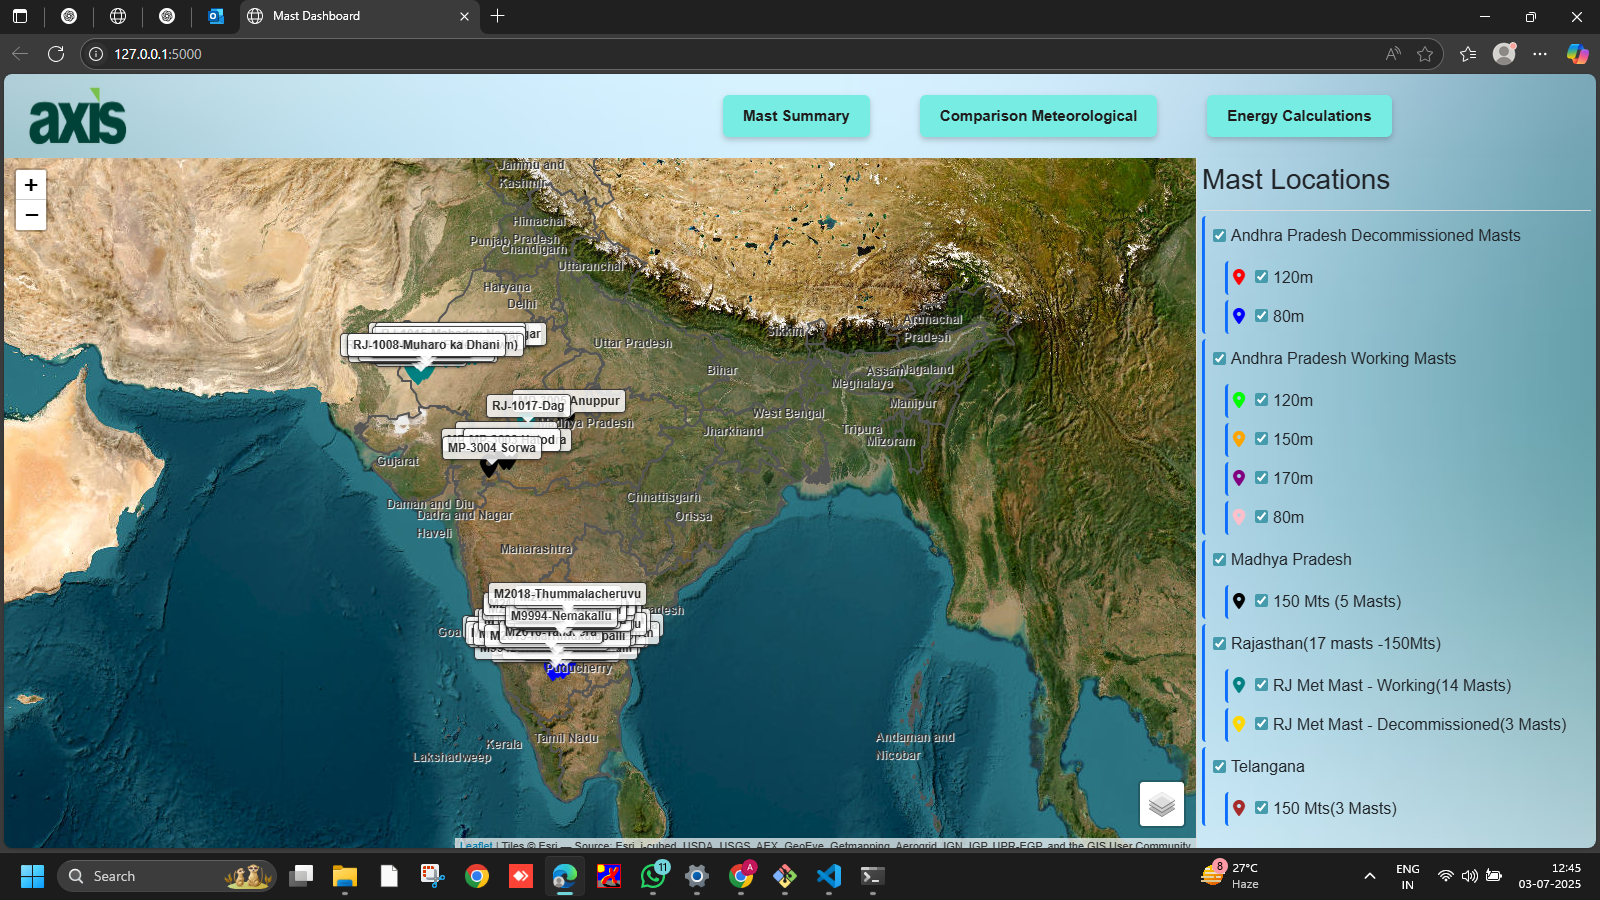 Mast Dashboard
127.0.0.1:5000
axis
Mast Summary
Comparison Meteorological
Energy Calculations
+
−
Jammu and
Kashmir
Himachal
Punjab
Pradesh
Chandigarh
Uttaranchal
Haryana
Delhi
Arunachal
Pradesh
Sikkim
RJ-1008-Muharo ka Dhani
Uttar Pradesh
Bihar
Assam
Nagaland
Meghalaya
RJ-1017-Dag
Anuppur
Manipur
West Bengal
Pradesh
Jharkhand
Tripura
Mizoram
MP-3004 Sorwa
Gujarat
Chhattisgarh
Daman and Diu
Dadra and Nagar
Haveli
Orissa
Maharashtra
M2018-Thummalacheruvu
M9994-Nemakallu
Goa
Puducherry
Tamil Nadu
Kerala
Lakshadweep
Andaman and
Nicobar
Leaflet | Tiles © Esri — Source: Esri, i-cubed, USDA, USGS, AEX, GeoEye, Getmapping, Aerogrid, IGN, IGP, UPR-EGP, and the GIS User Community
Mast Locations
Andhra Pradesh Decommissioned Masts
120m
80m
Andhra Pradesh Working Masts
120m
150m
170m
80m
Madhya Pradesh
150 Mts (5 Masts)
Rajasthan(17 masts -150Mts)
RJ Met Mast - Working(14 Masts)
RJ Met Mast - Decommissioned(3 Masts)
Telangana
150 Mts(3 Masts)
Search
11
A
8
27°C
Haze
ENG
IN
12:45
03-07-2025